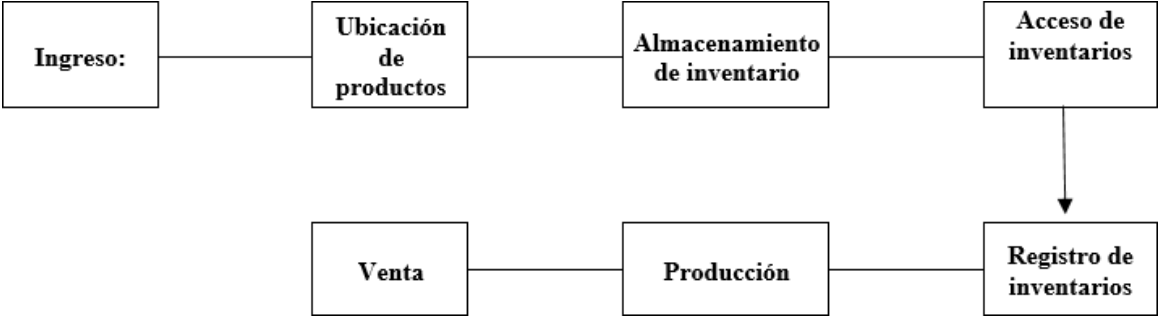 Ingreso:
Ubicación
de
productos
Almacenamiento
de inventario
Acceso de
inventarios
Venta
Producción
Registro de
inventarios